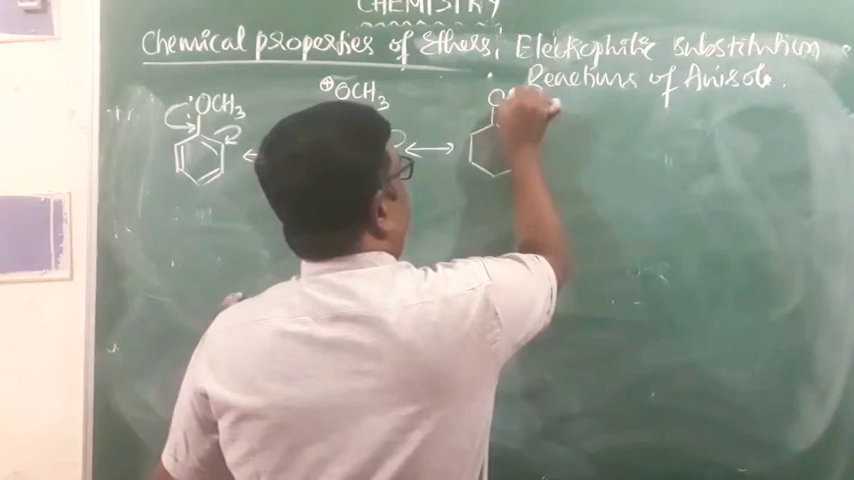 CHEMISTRY
Chemical properties of Ethers; Electrophilic substitution
Reactions of Anisole.
:OCH3
⊕OCH3